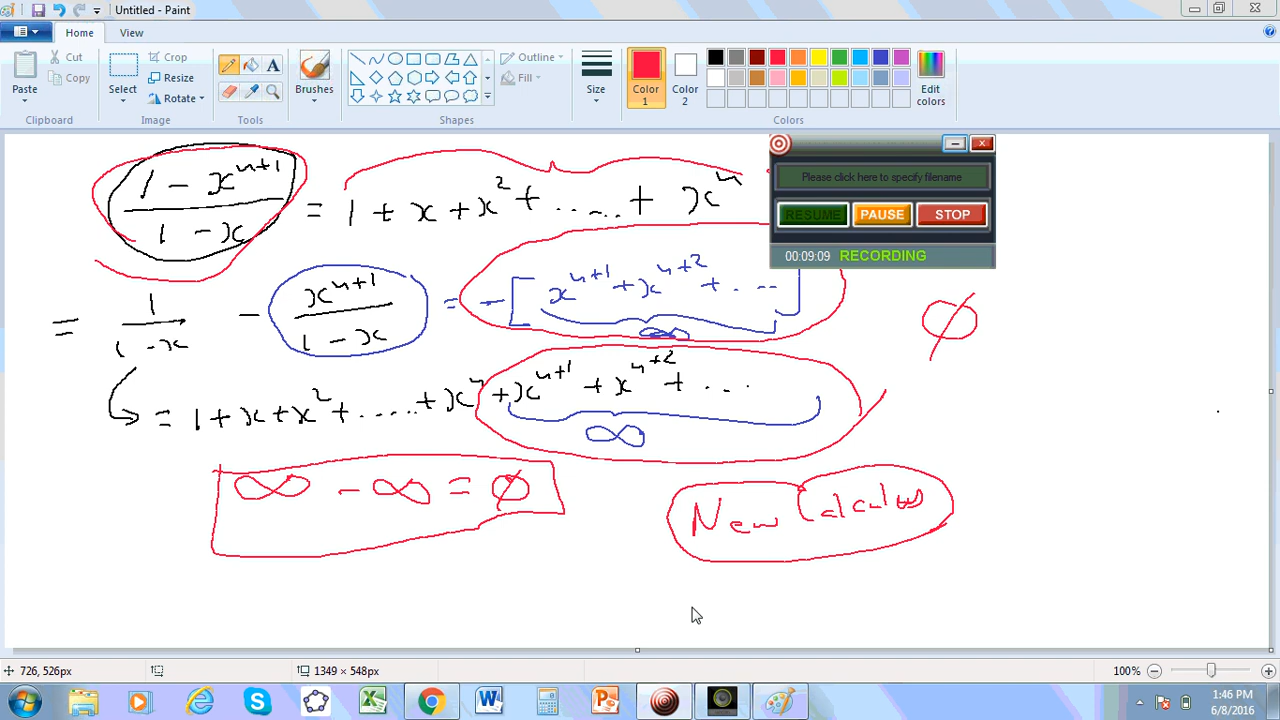 Untitled - Paint
Home View
Paste Cut Copy Clipboard
Select Crop Resize Rotate Image
Tools
Brushes
Outline Fill Shapes
Size
Color 1 Color 2 Edit colors Colors
Please click here to specify filename
RESUME PAUSE STOP
00:09:09 RECORDING
(1 - x^{n+1})/(1 - x) = 1 + x + x^2 + ...... + x^n
= 1/(1 - x) - x^{n+1}/(1 - x) = -[x^{n+1} + x^{n+2} + ...]
∞
Ø
= 1 + x + x^2 + ...... + x^n + x^{n+1} + x^{n+2} + ...
∞
∞ - ∞ = Ø
New Calculus
726, 526px 1349 × 548px 100%
1:46 PM
6/8/2016